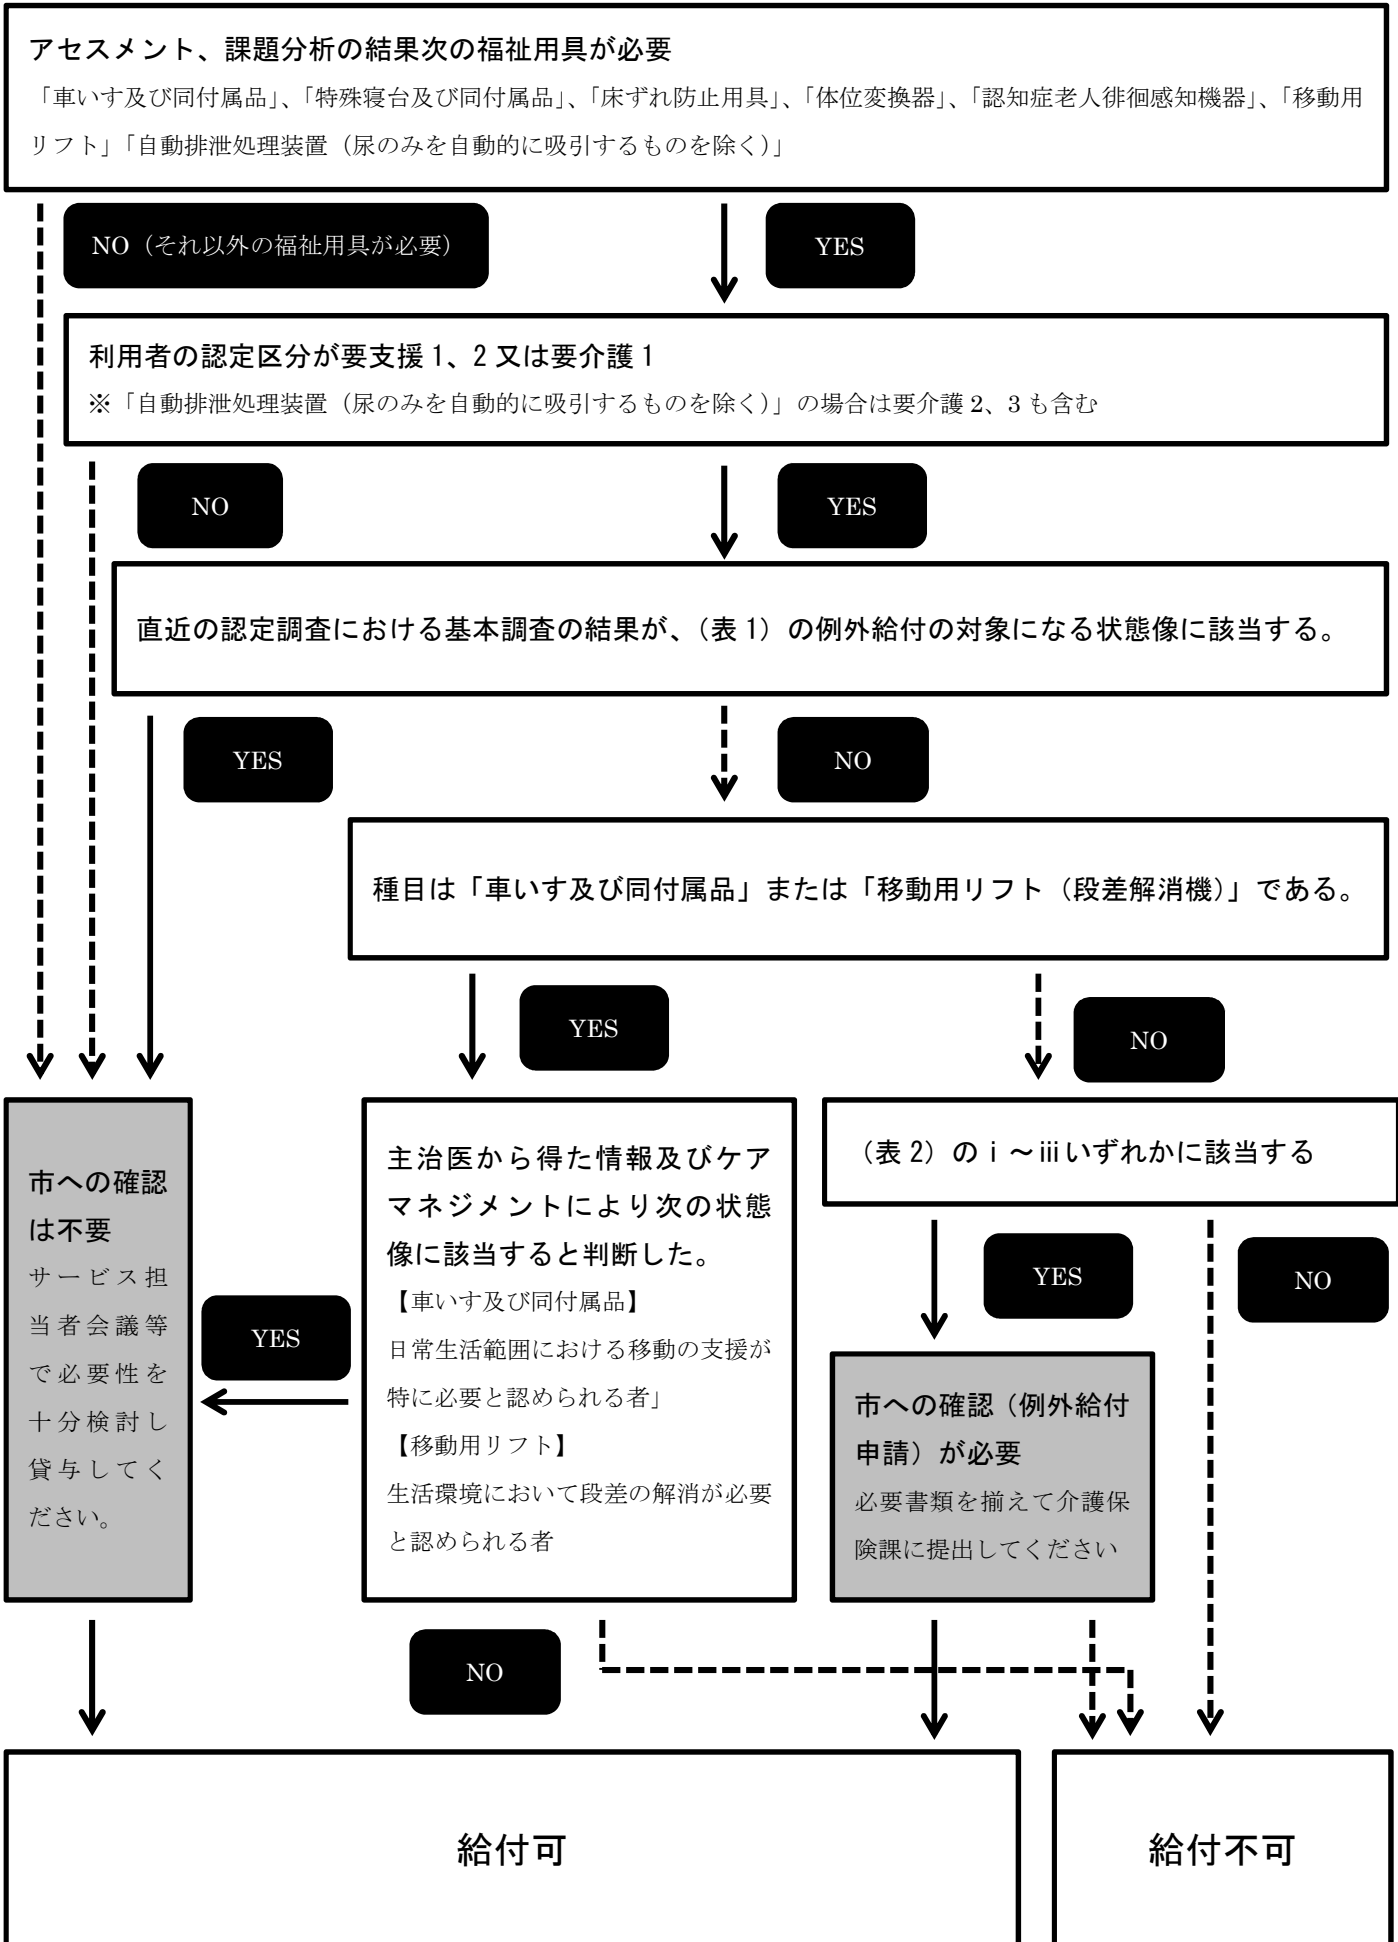 アセスメント、課題分析の結果次の福祉用具が必要
「車いす及び同付属品」、「特殊寝台及び同付属品」、「床ずれ防止用具」、「体位変換器」、「認知症老人徘徊感知機器」、「移動用
リフト」「自動排泄処理装置（尿のみを自動的に吸引するものを除く）」
NO（それ以外の福祉用具が必要）
YES
利用者の認定区分が要支援 1、2 又は要介護 1
※「自動排泄処理装置（尿のみを自動的に吸引するものを除く）」の場合は要介護 2、3 も含む
NO
YES
直近の認定調査における基本調査の結果が、（表 1）の例外給付の対象になる状態像に該当する。
YES
NO
種目は「車いす及び同付属品」または「移動用リフト（段差解消機）」である。
YES
NO
市への確認
は不要
サービス担
当者会議等
で必要性を
十分検討し
貸与してく
ださい。
YES
主治医から得た情報及びケア
マネジメントにより次の状態
像に該当すると判断した。
【車いす及び同付属品】
日常生活範囲における移動の支援が
特に必要と認められる者」
【移動用リフト】
生活環境において段差の解消が必要
と認められる者
（表 2）のⅰ～ⅲいずれかに該当する
YES
NO
市への確認（例外給付
申請）が必要
必要書類を揃えて介護保
険課に提出してください
NO
給付可
給付不可